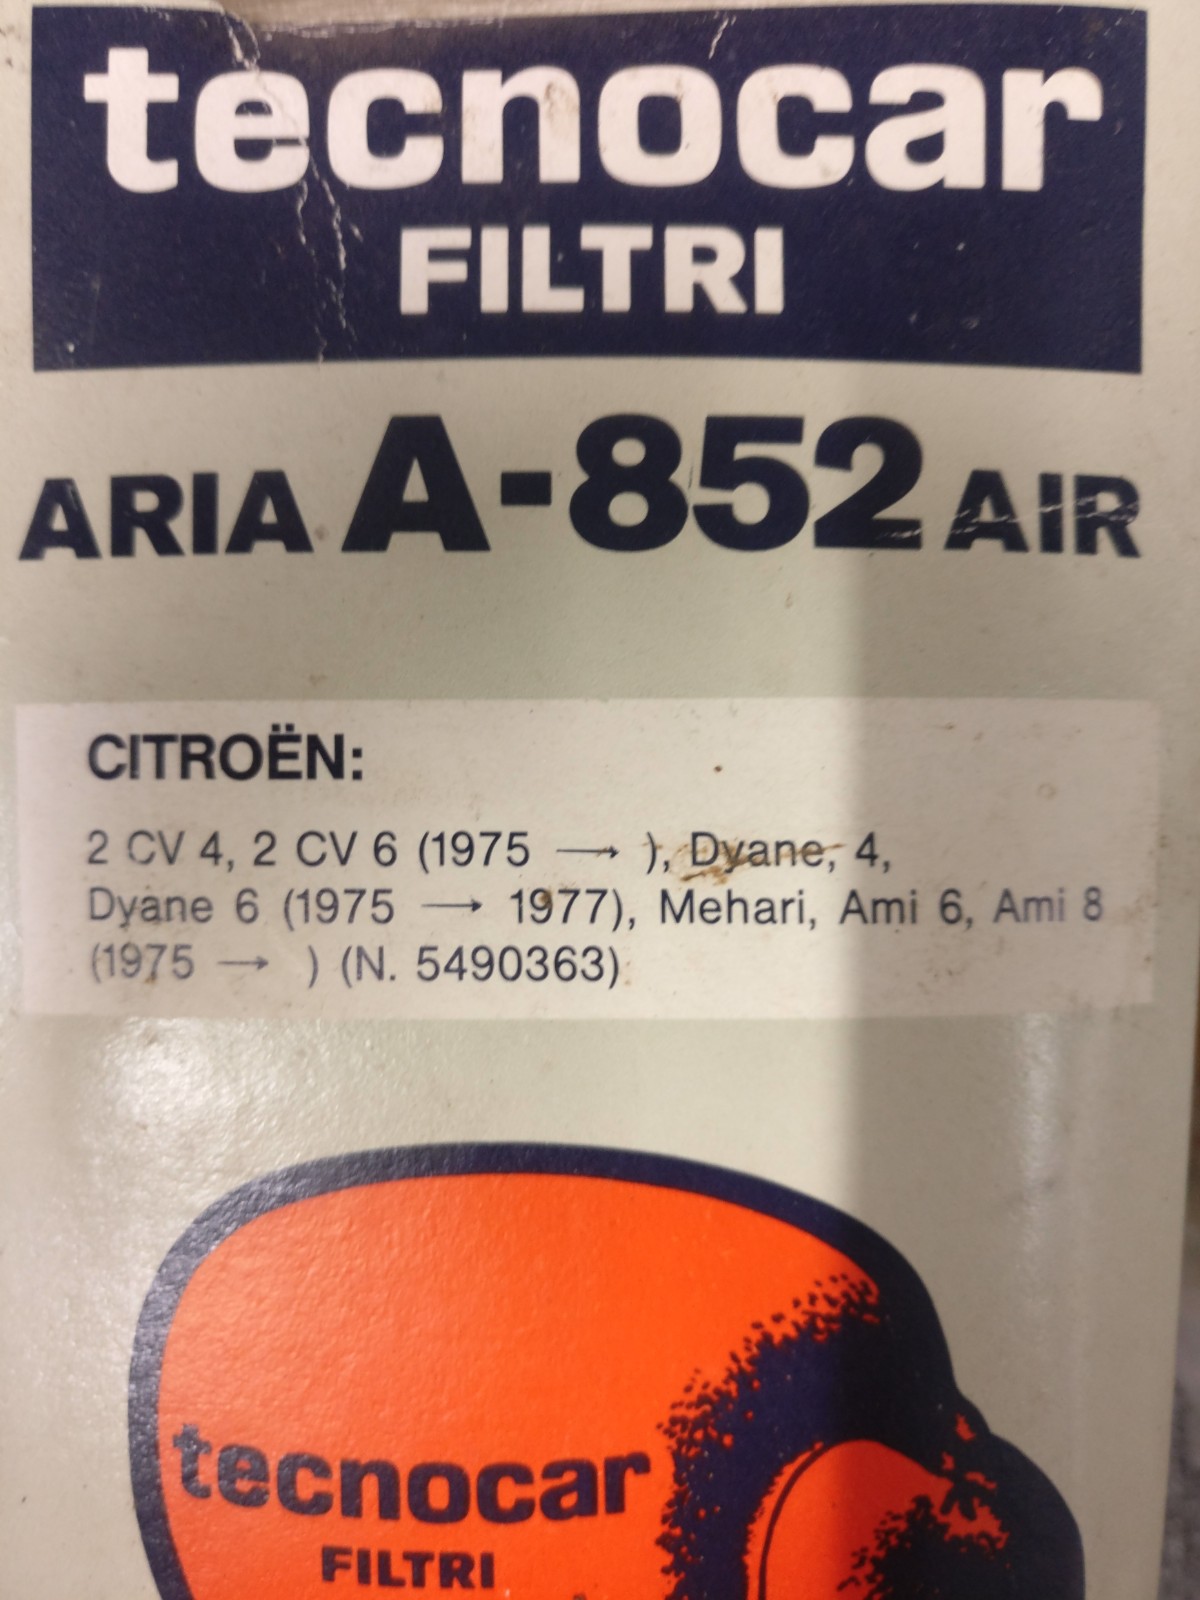 tecnocar
FILTRI
ARIA A-852 AIR
CITROËN:
2 CV 4, 2 CV 6 (1975 → ), Dyane, 4,
Dyane 6 (1975 → 1977), Mehari, Ami 6, Ami 8
(1975 → ) (N. 5490363)
tecnocar
FILTRI